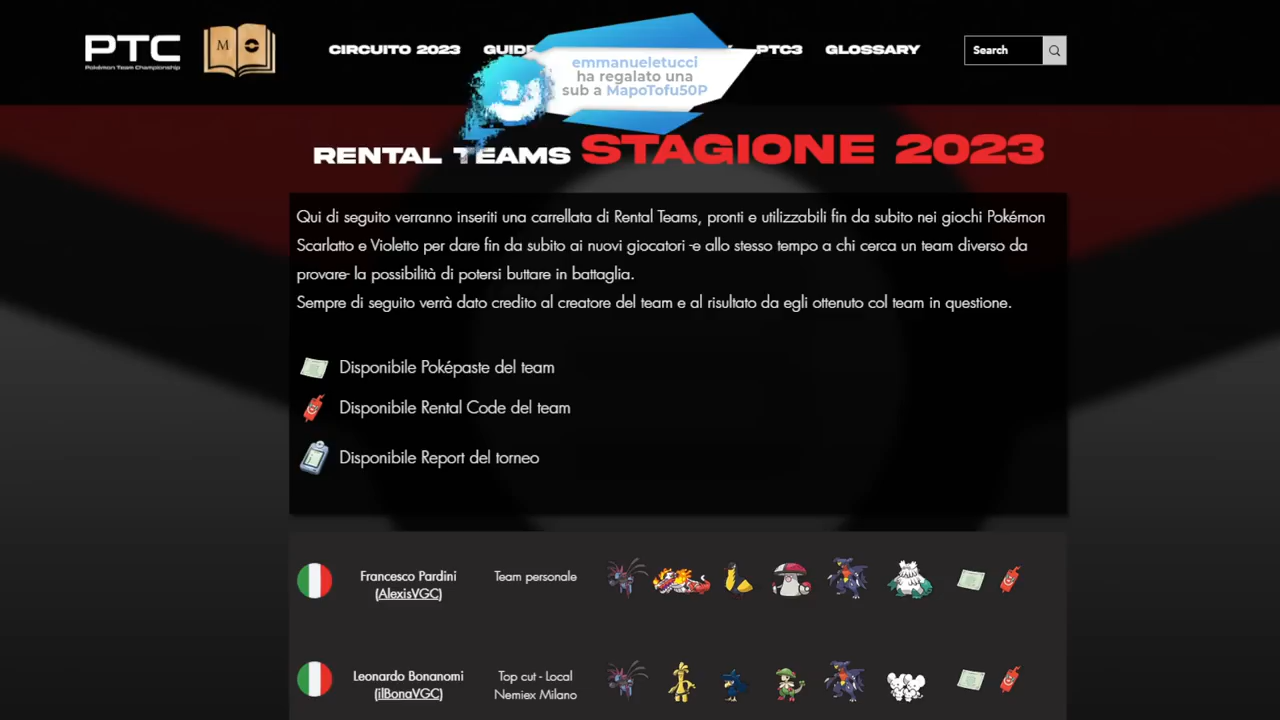 PTC
Pokémon Team Championship
M
CIRCUITO 2023
PTC3
GLOSSARY
Search
emmanueletucci
ha regalato una
sub a MapoTofu50P
RENTAL TEAMS STAGIONE 2023
Qui di seguito verranno inseriti una carrellata di Rental Teams, pronti e utilizzabili fin da subito nei giochi Pokémon
Scarlatto e Violetto per dare fin da subito ai nuovi giocatori -e allo stesso tempo a chi cerca un team diverso da
provare- la possibilità di potersi buttare in battaglia.
Sempre di seguito verrà dato credito al creatore del team e al risultato da egli ottenuto col team in questione.
Disponibile Poképaste del team
Disponibile Rental Code del team
Disponibile Report del torneo
Francesco Pardini
(AlexisVGC)
Team personale
Leonardo Bonanomi
(ilBonaVGC)
Top cut - Local
Nemiex Milano